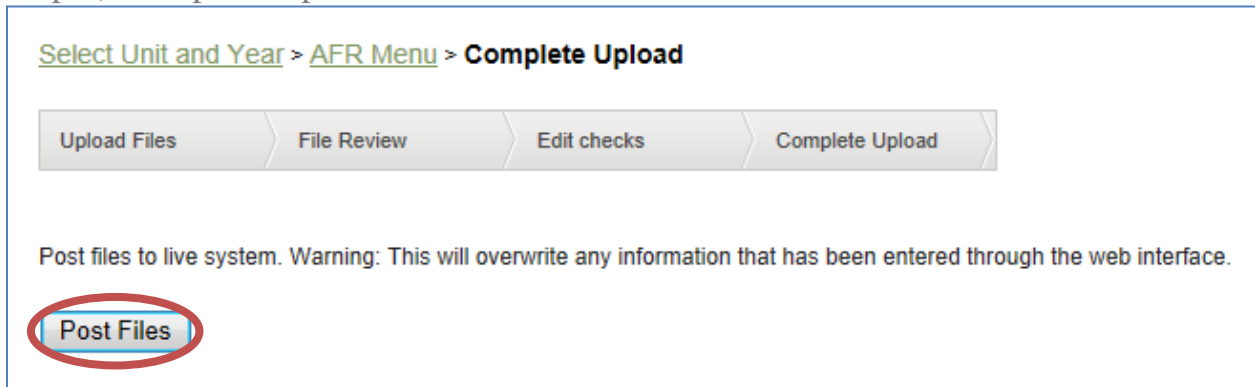 Select Unit and Year > AFR Menu > Complete Upload
Upload Files File Review Edit checks Complete Upload
Post files to live system. Warning: This will overwrite any information that has been entered through the web interface.
Post Files